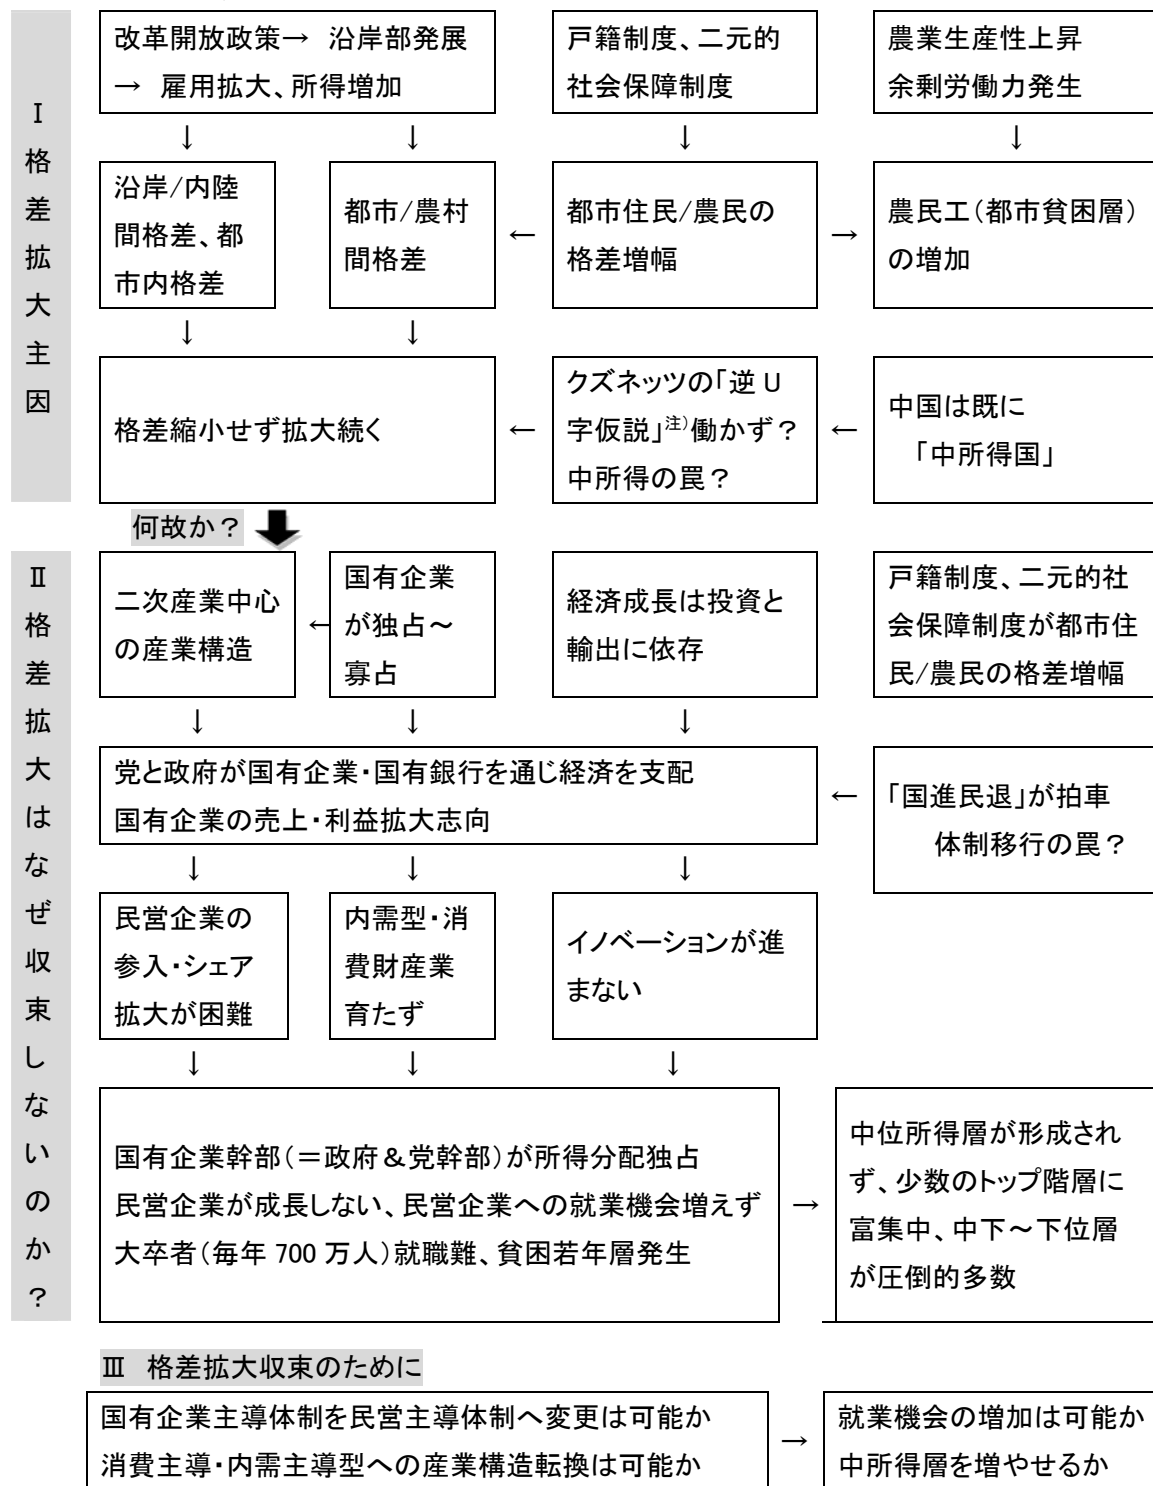 Ⅰ格差拡大主因
改革開放政策→ 沿岸部発展
→ 雇用拡大、所得増加
戸籍制度、二元的
社会保障制度
農業生産性上昇
余剰労働力発生
↓ ↓ ↓ ↓
沿岸/内陸
間格差、都
市内格差
都市/農村
間格差
←
都市住民/農民の
格差増幅
→
農民工(都市貧困層)
の増加
↓ ↓
格差縮小せず拡大続く
←
クズネッツの「逆U
字仮説」注)働かず?
中所得の罠?
←
中国は既に
「中所得国」
何故か?
Ⅱ格差拡大はなぜ収束しないのか?
二次産業中心
の産業構造
←
国有企業
が独占~
寡占
経済成長は投資と
輸出に依存
戸籍制度、二元的社
会保障制度が都市住
民/農民の格差増幅
↓ ↓ ↓
党と政府が国有企業・国有銀行を通じ経済を支配
国有企業の売上・利益拡大志向
←
「国進民退」が拍車
体制移行の罠?
↓ ↓ ↓
民営企業の
参入・シェア
拡大が困難
内需型・消
費財産業
育たず
イノベーションが進
まない
↓ ↓ ↓
国有企業幹部(=政府&党幹部)が所得分配独占
民営企業が成長しない、民営企業への就業機会増えず
大卒者(毎年 700 万人)就職難、貧困若年層発生
→
中位所得層が形成され
ず、少数のトップ階層に
富集中、中下~下位層
が圧倒的多数
Ⅲ 格差拡大収束のために
国有企業主導体制を民営主導体制へ変更は可能か
消費主導・内需主導型への産業構造転換は可能か
→
就業機会の増加は可能か
中所得層を増やせるか